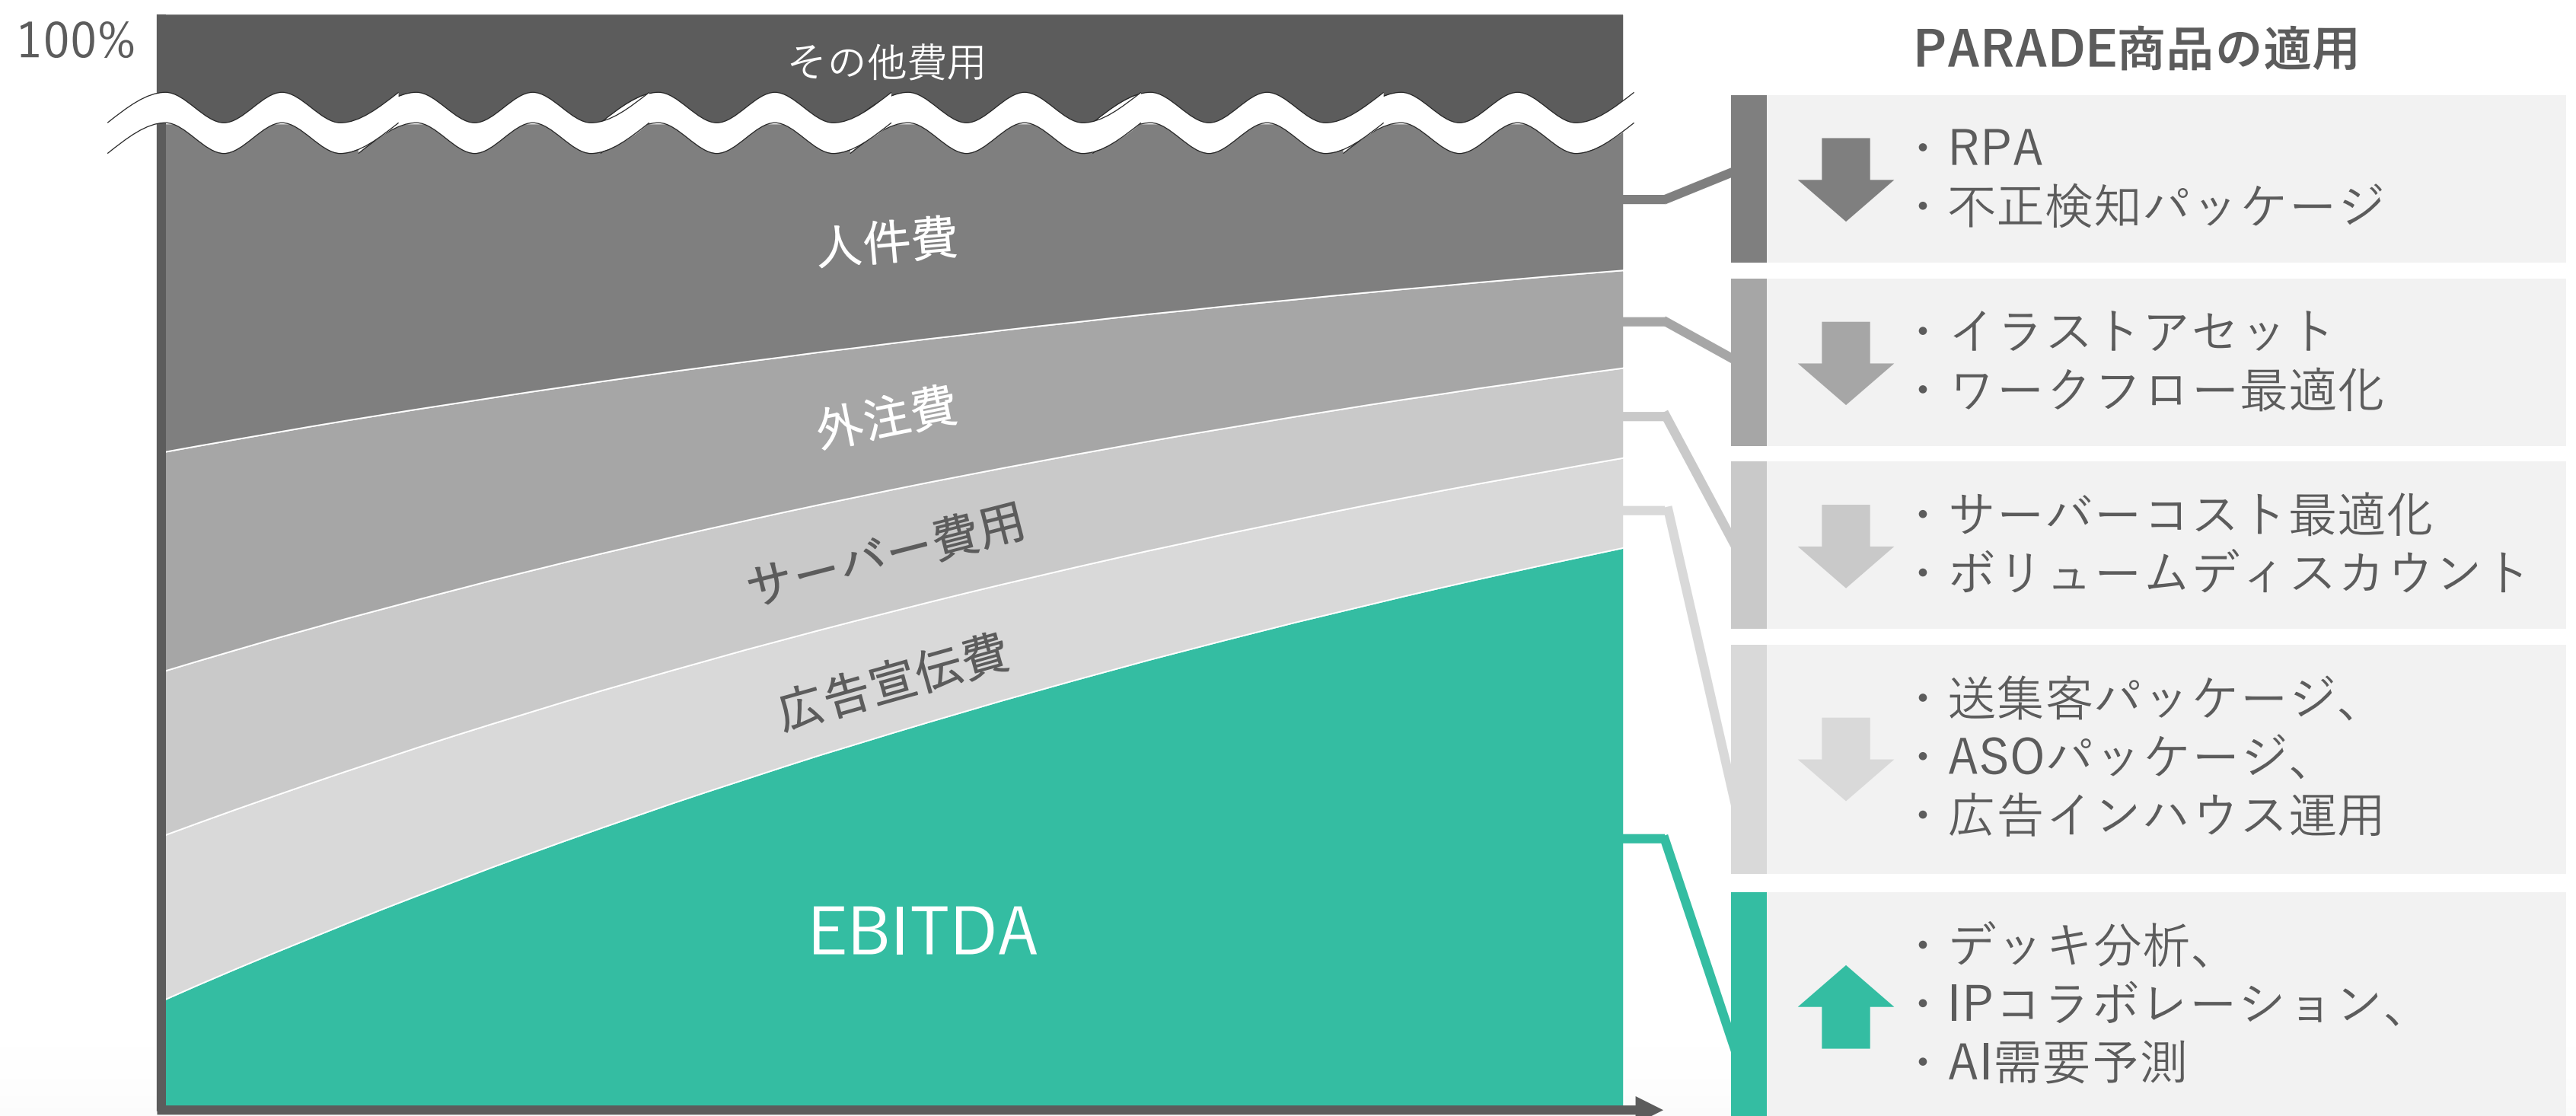 100%
その他費用
人件費
外注費
サーバー費用
広告宣伝費
EBITDA
PARADE商品の適用
・RPA
・不正検知パッケージ
・イラストアセット
・ワークフロー最適化
・サーバーコスト最適化
・ボリュームディスカウント
・送集客パッケージ、
・ASOパッケージ、
・広告インハウス運用
・デッキ分析、
・IPコラボレーション、
・AI需要予測